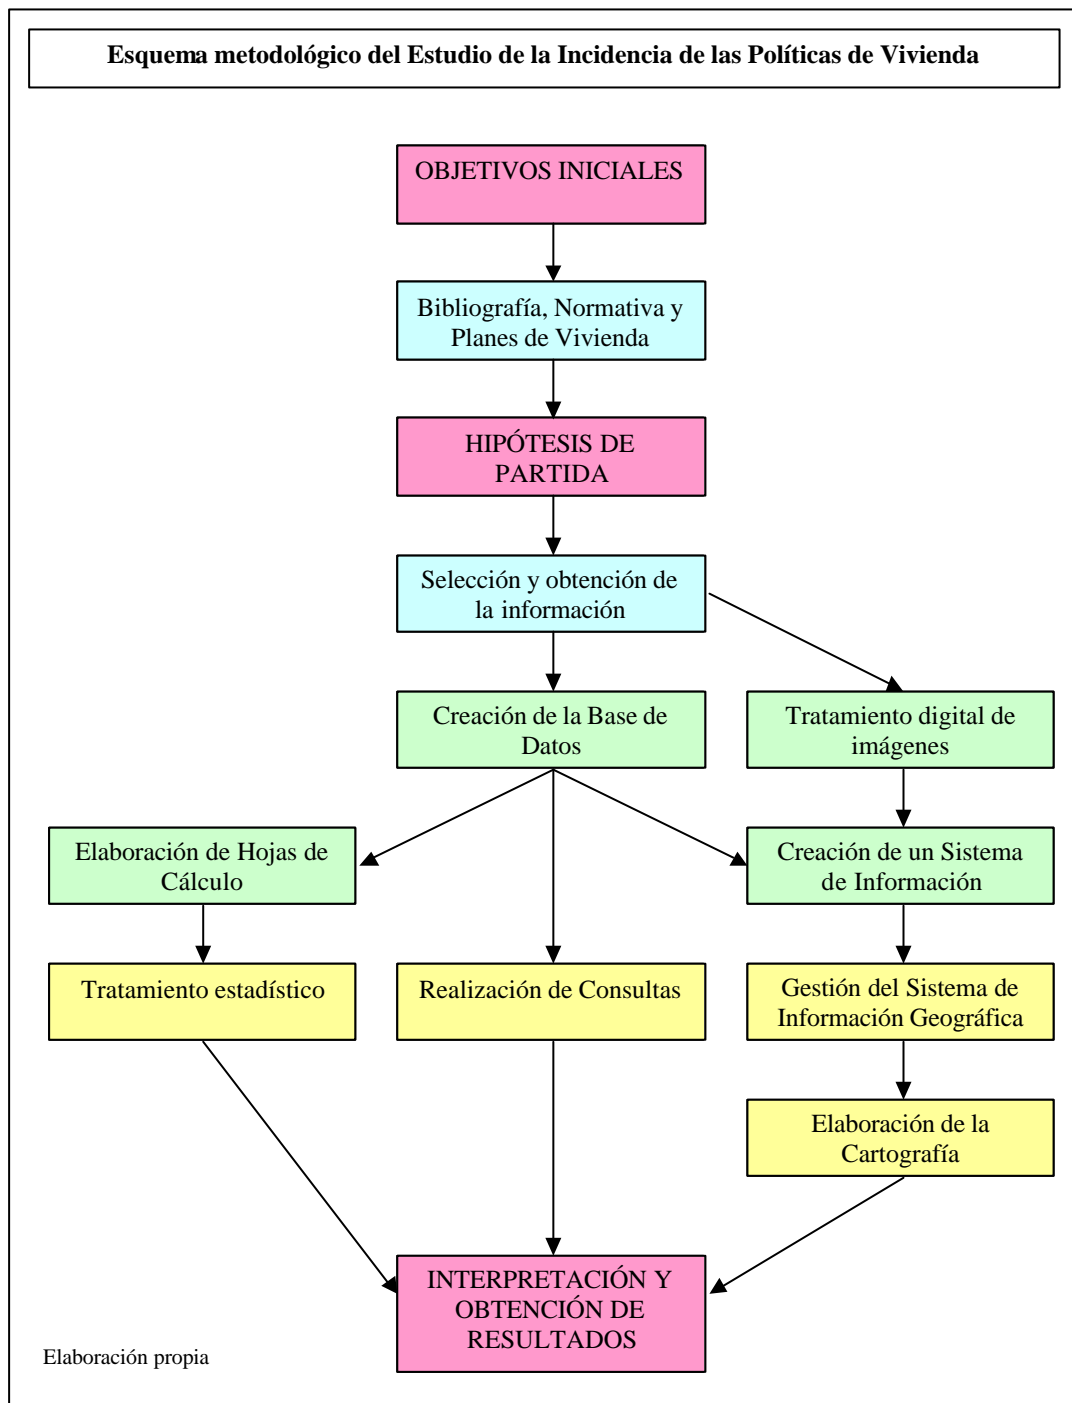 Esquema metodológico del Estudio de la Incidencia de las Políticas de Vivienda
OBJETIVOS INICIALES
Bibliografía, Normativa y
Planes de Vivienda
HIPÓTESIS DE
PARTIDA
Selección y obtención de
la información
Creación de la Base de
Datos
Tratamiento digital de
imágenes
Elaboración de Hojas de
Cálculo
Creación de un Sistema
de Información
Tratamiento estadístico
Realización de Consultas
Gestión del Sistema de
Información Geográfica
Elaboración de la
Cartografía
INTERPRETACIÓN Y
OBTENCIÓN DE
RESULTADOS
Elaboración propia